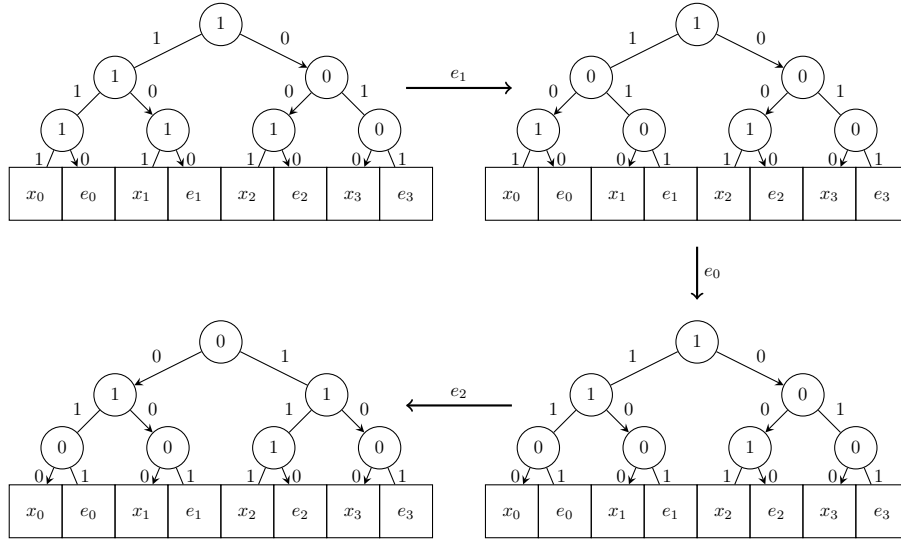 1
1 0
1 0
1 0 0 1
1 1 1 0
1 0 1 0 1 0 0 1
x₀ e₀ x₁ e₁ x₂ e₂ x₃ e₃
e₁
1
1 0
0 0
0 1 0 1
1 0 1 0
1 0 0 1 1 0 0 1
x₀ e₀ x₁ e₁ x₂ e₂ x₃ e₃
e₀
0
0 1
1 1
1 0 1 0
0 0 1 0
0 1 0 1 1 0 0 1
x₀ e₀ x₁ e₁ x₂ e₂ x₃ e₃
e₂
1
1 0
1 0
1 0 0 1
0 0 1 0
0 1 0 1 1 0 0 1
x₀ e₀ x₁ e₁ x₂ e₂ x₃ e₃